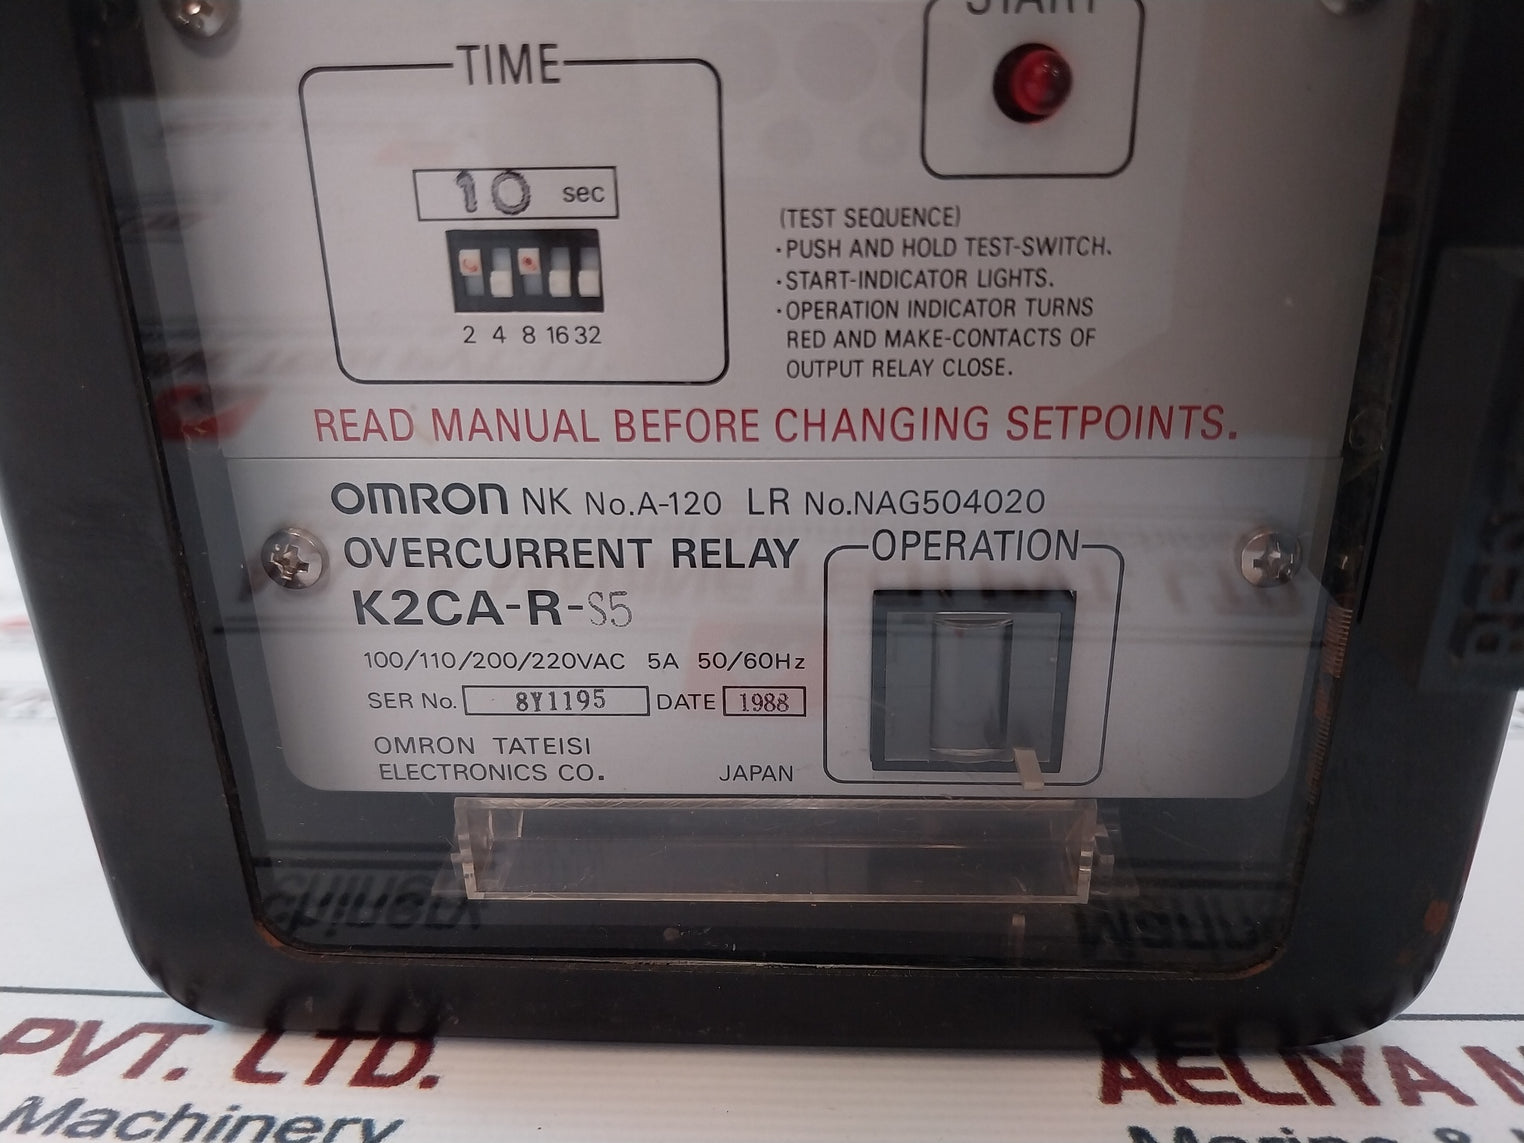 START
TIME
10 sec
2 4 8 16 32
(TEST SEQUENCE)
·PUSH AND HOLD TEST-SWITCH.
·START-INDICATOR LIGHTS.
·OPERATION INDICATOR TURNS
RED AND MAKE-CONTACTS OF
OUTPUT RELAY CLOSE.
READ MANUAL BEFORE CHANGING SETPOINTS.
OMRON NK No.A-120 LR No.NAG504020
OVERCURRENT RELAY
K2CA-R-S5
100/110/200/220VAC 5A 50/60Hz
SER No. 8Y1195 DATE 1988
OMRON TATEISI
ELECTRONICS CO. JAPAN
OPERATION
PVT. LTD.
Machinery
AELIYA
Marine &